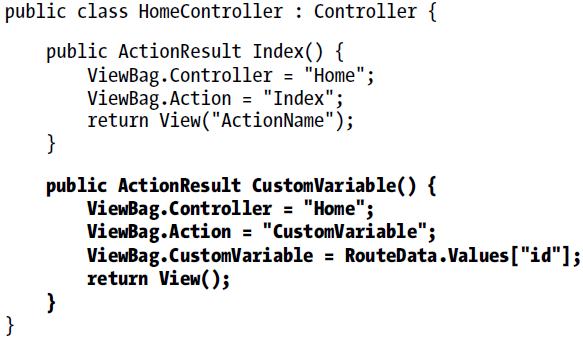 public class HomeController : Controller {
    public ActionResult Index() {
        ViewBag.Controller = "Home";
        ViewBag.Action = "Index";
        return View("ActionName");
    }
    public ActionResult CustomVariable() {
        ViewBag.Controller = "Home";
        ViewBag.Action = "CustomVariable";
        ViewBag.CustomVariable = RouteData.Values["id"];
        return View();
    }
}